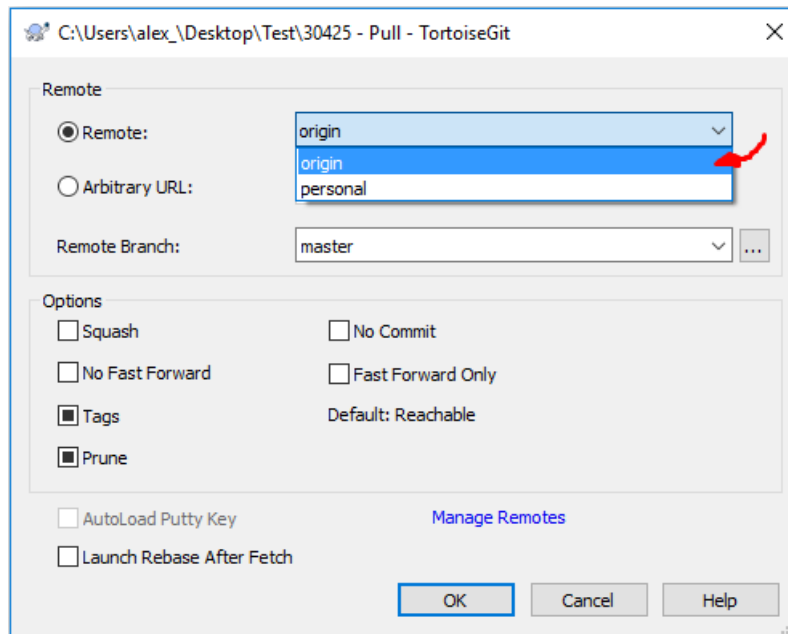 C:\Users\alex_\Desktop\Test\30425 - Pull - TortoiseGit
Remote
Remote: origin
origin
Arbitrary URL:
personal
Remote Branch: master ...
Options
Squash No Commit
No Fast Forward Fast Forward Only
Tags Default: Reachable
Prune
AutoLoad Putty Key Manage Remotes
Launch Rebase After Fetch
OK Cancel Help